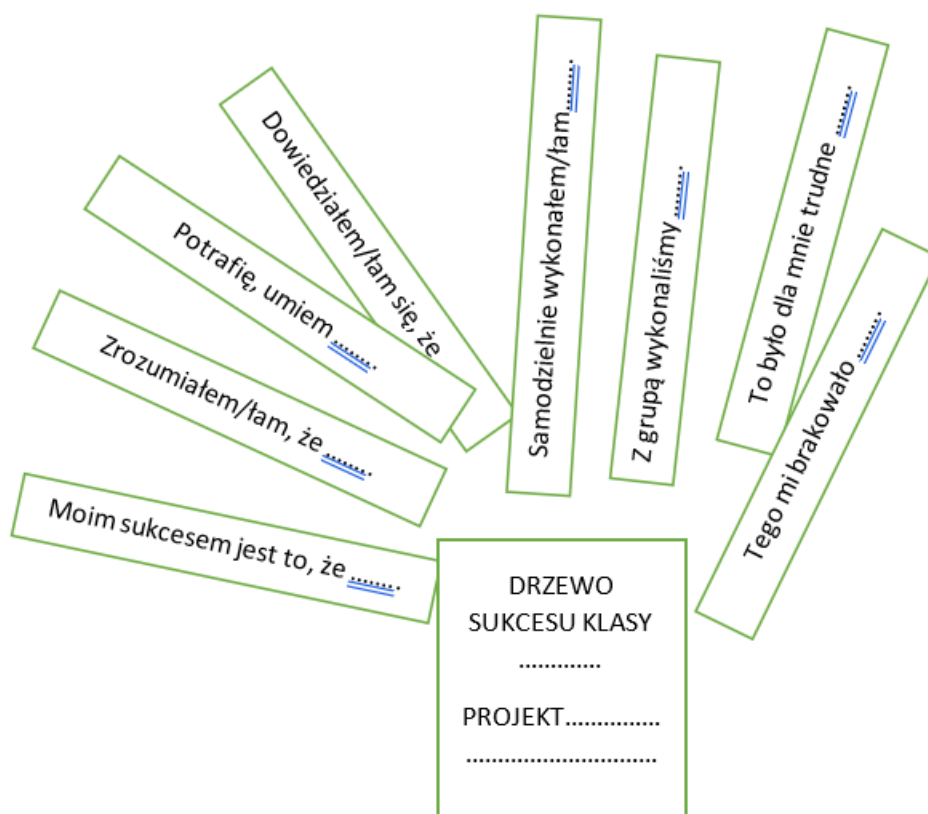 Moim sukcesem jest to, że ........
Zrozumiałem/łam, że ........
Potrafię, umiem ........
Dowiedziałem/łam się, że
Samodzielnie wykonałem/łam........
Z grupą wykonaliśmy ........
To było dla mnie trudne ........
Tego mi brakowało ........
DRZEWO
SUKCESU KLASY
.............
PROJEKT...............
..............................